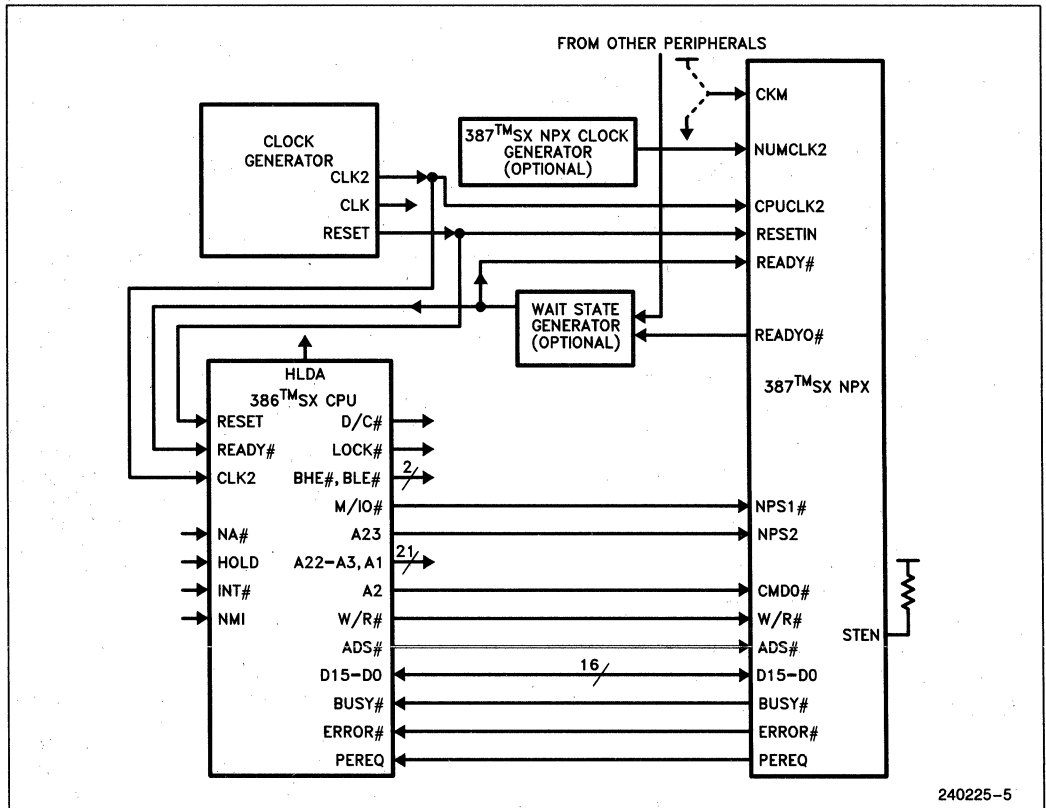 FROM OTHER PERIPHERALS
CLOCK
GENERATOR
CLK2
CLK
RESET
387™SX NPX CLOCK
GENERATOR
(OPTIONAL)
CKM
NUMCLK2
CPUCLK2
RESETIN
READY#
READYO#
387™SX NPX
WAIT STATE
GENERATOR
(OPTIONAL)
HLDA
386™SX CPU
RESET
READY#
CLK2
NA#
HOLD
INT#
NMI
D/C#
LOCK#
BHE#, BLE#
2
M/IO#
A23
A22-A3, A1
21
A2
W/R#
ADS#
D15-D0
16
BUSY#
ERROR#
PEREQ
NPS1#
NPS2
CMD0#
W/R#
STEN
ADS#
D15-D0
BUSY#
ERROR#
PEREQ
240225-5